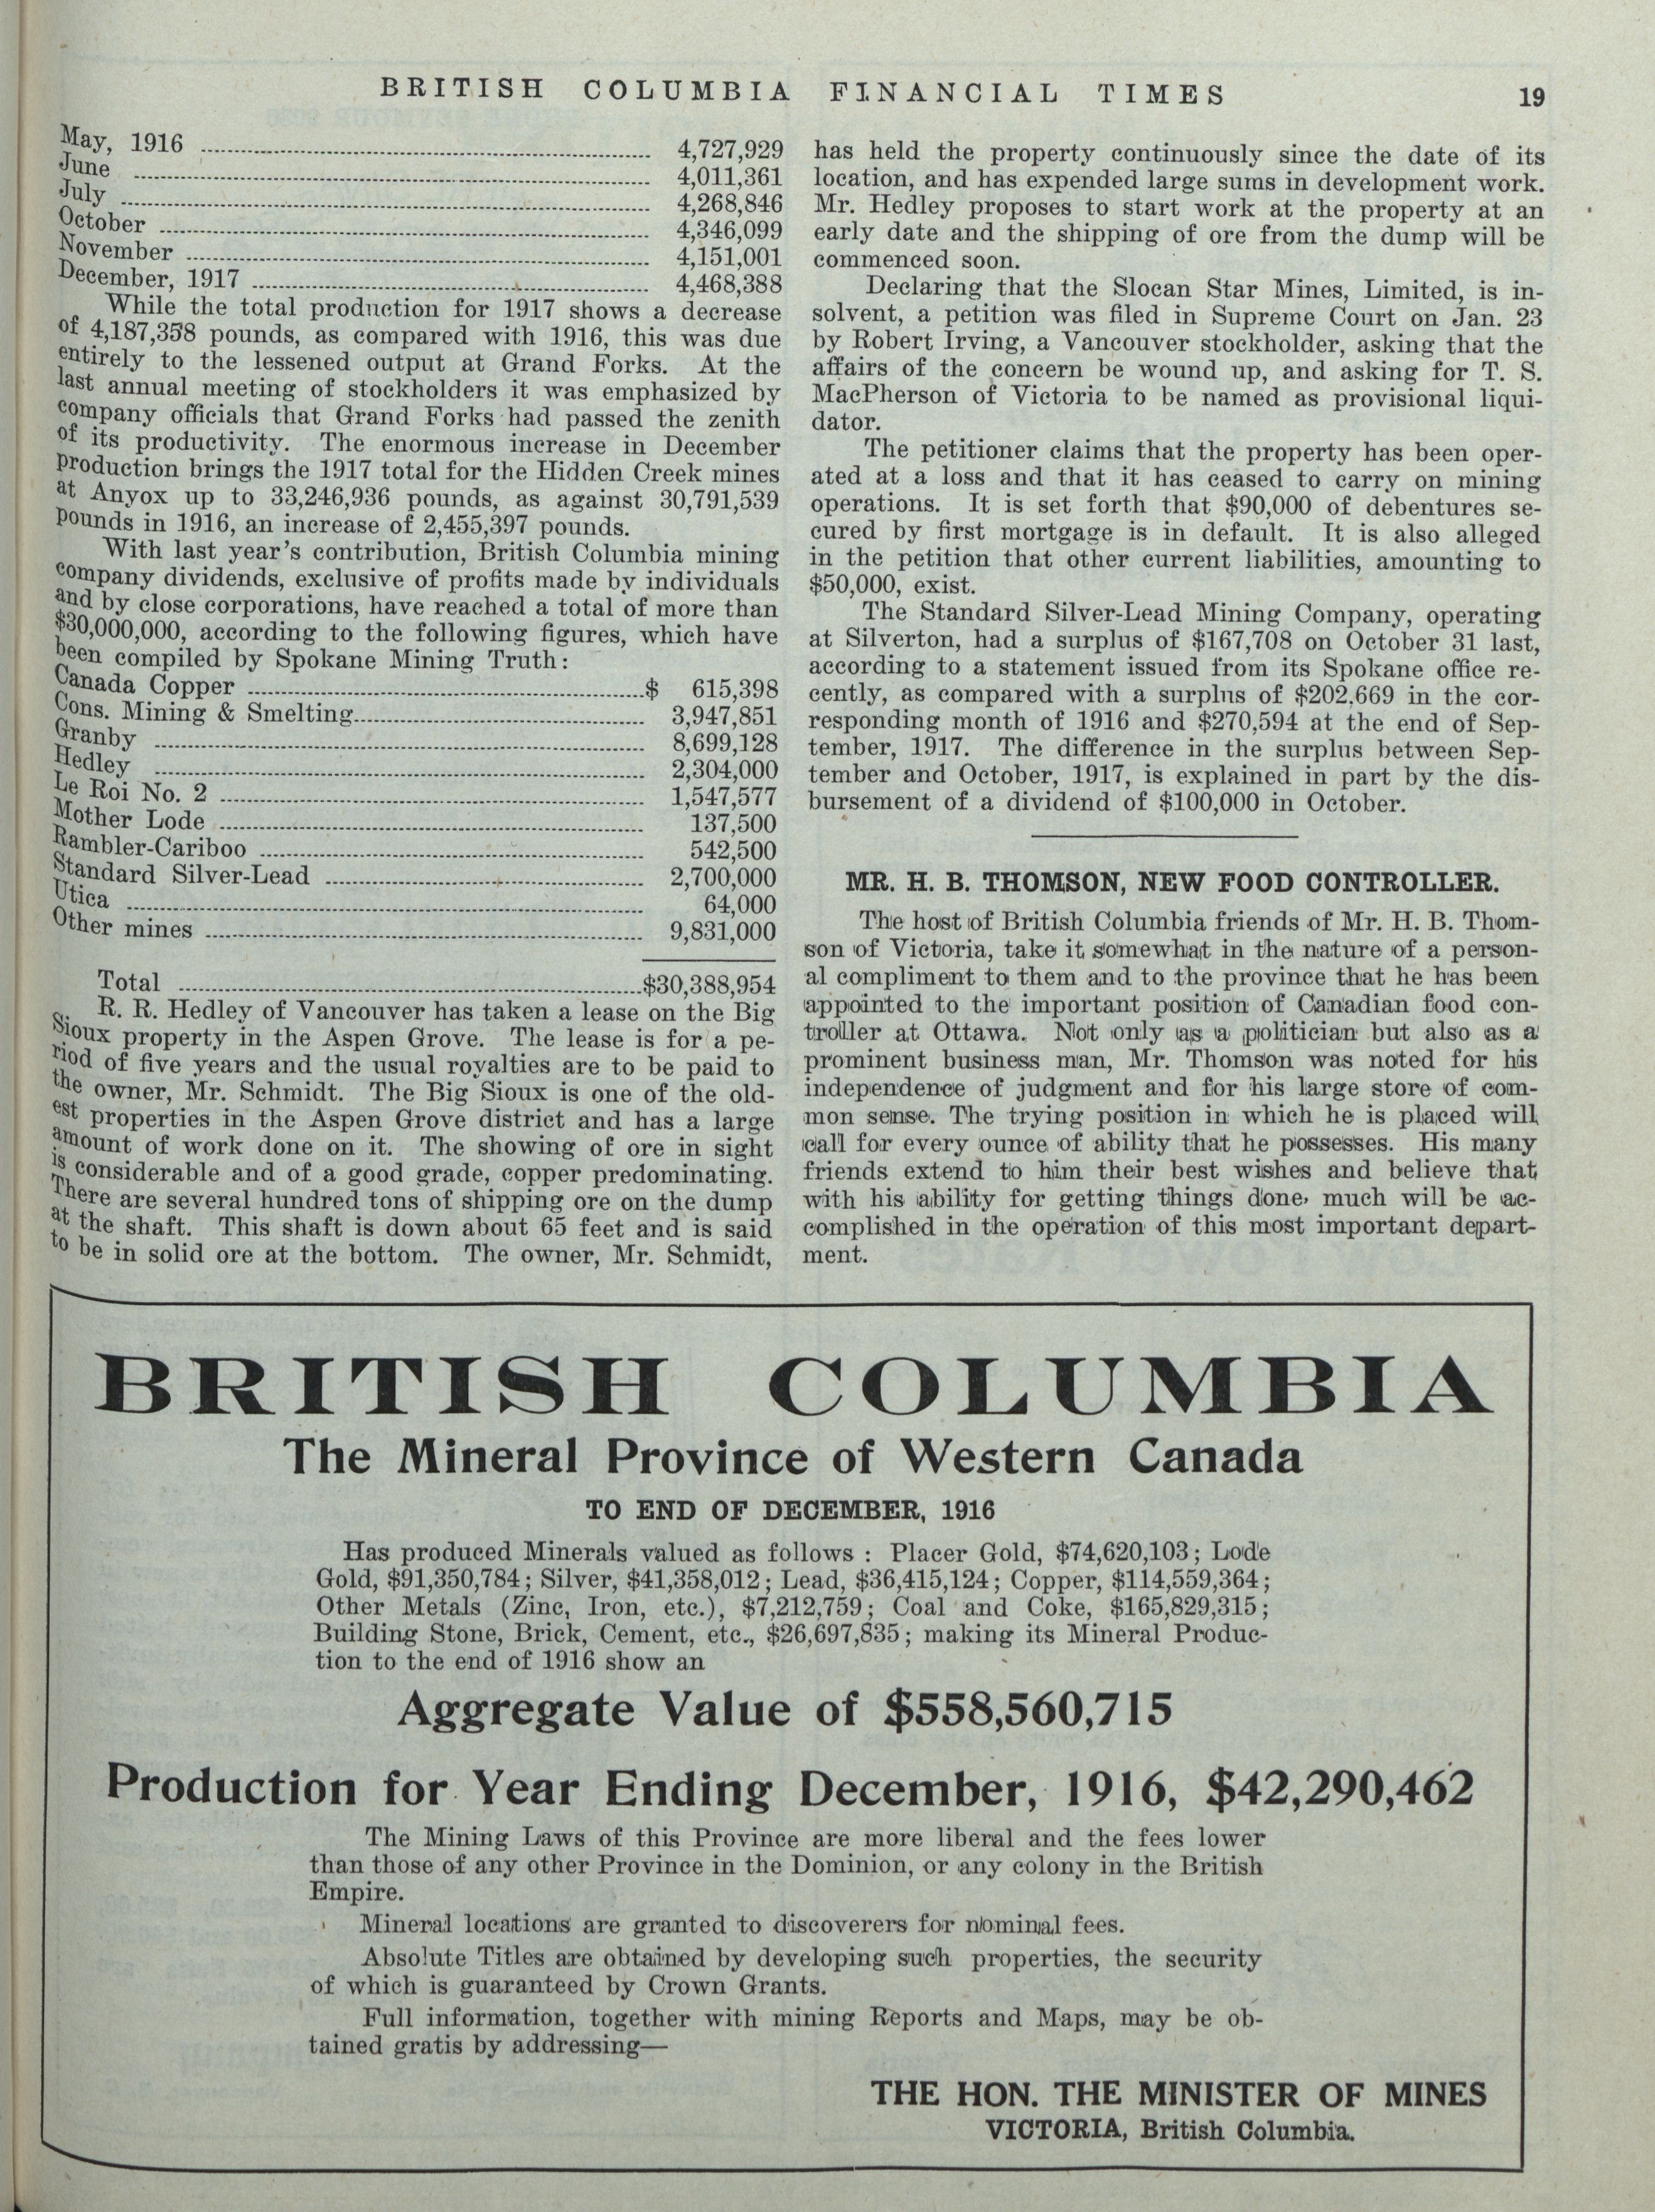 BRITISH COLUMBIA FINANCIAL TIMES 19
May, 1916 4,727,929
June 4,011,361
July 4,268,846
October 4,346,099
November 4,151,001
December, 1917 4,468,388
While the total production for 1917 shows a decrease
of 4,187,358 pounds, as compared with 1916, this was due
entirely to the lessened output at Grand Forks. At the
last annual meeting of stockholders it was emphasized by
company officials that Grand Forks had passed the zenith
of its productivity. The enormous increase in December
production brings the 1917 total for the Hidden Creek mines
at Anyox up to 33,246,936 pounds, as against 30,791,539
pounds in 1916, an increase of 2,455,397 pounds.
With last year's contribution, British Columbia mining
company dividends, exclusive of profits made by individuals
and by close corporations, have reached a total of more than
$30,000,000, according to the following figures, which have
been compiled by Spokane Mining Truth:
Canada Copper $ 615,398
Cons. Mining & Smelting 3,947,851
Granby 8,699,128
Hedley 2,304,000
Le Roi No. 2 1,547,577
Mother Lode 137,500
Rambler-Cariboo 542,500
Standard Silver-Lead 2,700,000
Utica 64,000
Other mines 9,831,000
Total $30,388,954
R. R. Hedley of Vancouver has taken a lease on the Big
Sioux property in the Aspen Grove. The lease is for a pe-
riod of five years and the usual royalties are to be paid to
the owner, Mr. Schmidt. The Big Sioux is one of the old-
est properties in the Aspen Grove district and has a large
amount of work done on it. The showing of ore in sight
is considerable and of a good grade, copper predominating.
There are several hundred tons of shipping ore on the dump
at the shaft. This shaft is down about 65 feet and is said
to be in solid ore at the bottom. The owner, Mr. Schmidt,
has held the property continuously since the date of its
location, and has expended large sums in development work.
Mr. Hedley proposes to start work at the property at an
early date and the shipping of ore from the dump will be
commenced soon.
Declaring that the Slocan Star Mines, Limited, is in-
solvent, a petition was filed in Supreme Court on Jan. 23
by Robert Irving, a Vancouver stockholder, asking that the
affairs of the concern be wound up, and asking for T. S.
MacPherson of Victoria to be named as provisional liqui-
dator.
The petitioner claims that the property has been oper-
ated at a loss and that it has ceased to carry on mining
operations. It is set forth that $90,000 of debentures se-
cured by first mortgage is in default. It is also alleged
in the petition that other current liabilities, amounting to
$50,000, exist.
The Standard Silver-Lead Mining Company, operating
at Silverton, had a surplus of $167,708 on October 31 last,
according to a statement issued from its Spokane office re-
cently, as compared with a surplus of $202,669 in the cor-
responding month of 1916 and $270,594 at the end of Sep-
tember, 1917. The difference in the surplus between Sep-
tember and October, 1917, is explained in part by the dis-
bursement of a dividend of $100,000 in October.
MR. H. B. THOMSON, NEW FOOD CONTROLLER.
The host of British Columbia friends of Mr. H. B. Thom-
son of Victoria, take it somewhat in the nature of a person-
al compliment to them and to the province that he has been
appointed to the important position of Canadian food con-
troller at Ottawa. Not only as a politician but also as a
prominent business man, Mr. Thomson was noted for his
independence of judgment and for his large store of com-
mon sense. The trying position in which he is placed will
call for every ounce of ability that he possesses. His many
friends extend to him their best wishes and believe that
with his ability for getting things done, much will be ac-
complished in the operation of this most important depart-
ment.
BRITISH COLUMBIA
The Mineral Province of Western Canada
TO END OF DECEMBER, 1916
Has produced Minerals valued as follows : Placer Gold, $74,620,103; Lode
Gold, $91,350,784; Silver, $41,358,012; Lead, $36,415,124; Copper, $114,559,364;
Other Metals (Zinc, Iron, etc.), $7,212,759; Coal and Coke, $165,829,315;
Building Stone, Brick, Cement, etc., $26,697,835; making its Mineral Produc-
tion to the end of 1916 show an
Aggregate Value of $558,560,715
Production for Year Ending December, 1916, $42,290,462
The Mining Laws of this Province are more liberal and the fees lower
than those of any other Province in the Dominion, or any colony in the British
Empire.
Mineral locations are granted to discoverers for nominal fees.
Absolute Titles are obtained by developing such properties, the security
of which is guaranteed by Crown Grants.
Full information, together with mining Reports and Maps, may be ob-
tained gratis by addressing—
THE HON. THE MINISTER OF MINES
VICTORIA, British Columbia.